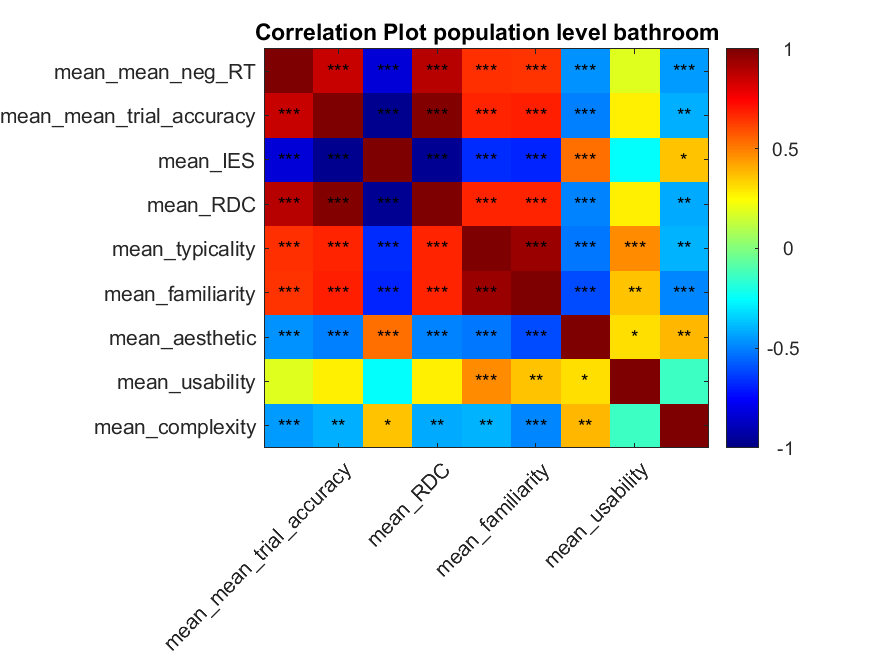 Correlation Plot population level bathroom
mean_mean_neg_RT *** *** *** *** *** *** ***
mean_mean_trial_accuracy *** *** *** *** *** *** **
mean_IES *** *** *** *** *** *** *
mean_RDC *** *** *** *** *** *** **
mean_typicality *** *** *** *** *** *** *** **
mean_familiarity *** *** *** *** *** *** ** ***
mean_aesthetic *** *** *** *** *** *** * **
mean_usability *** ** *
mean_complexity *** ** * ** ** *** **
1
0.5
0
-0.5
-1
mean_mean_trial_accuracy
mean_RDC
mean_familiarity
mean_usability